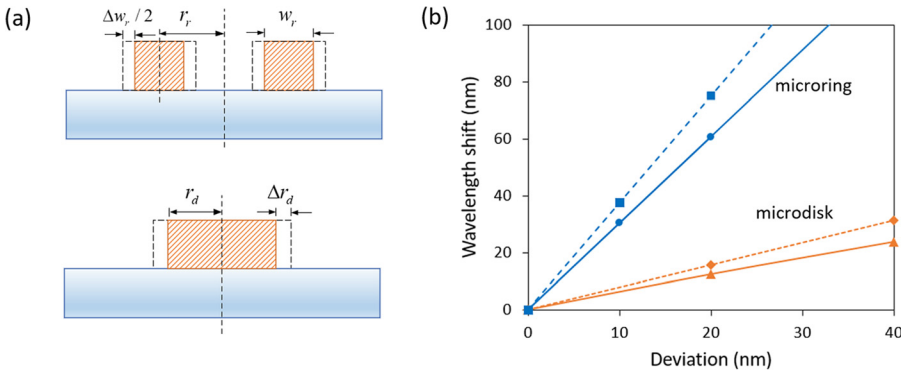 (a)
Δw_r / 2
r_r
w_r
r_d
Δr_d
(b)
Wavelength shift (nm)
100
80
60
40
20
0
microring
microdisk
0 10 20 30 40
Deviation (nm)